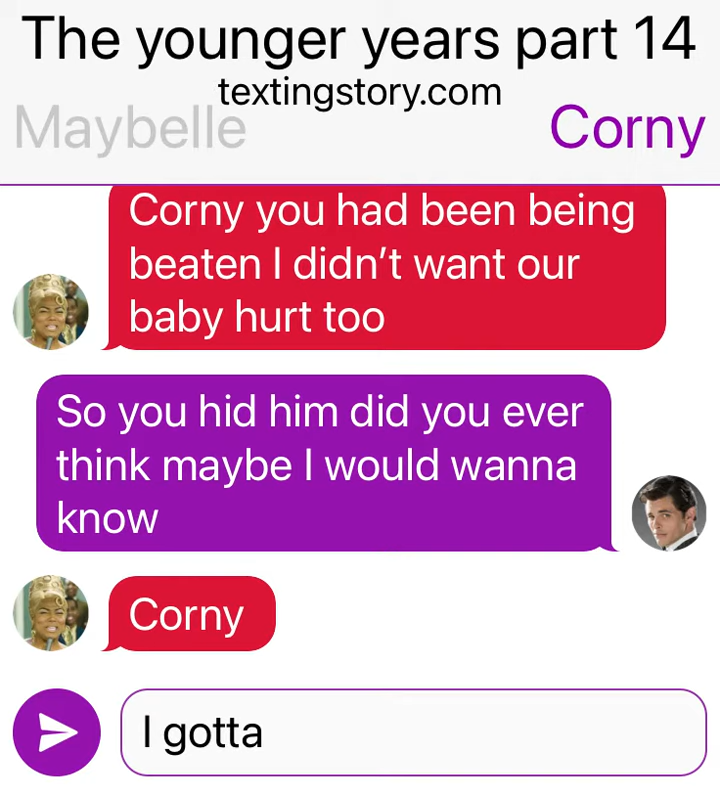 The younger years part 14
textingstory.com
Maybelle
Corny
Corny you had been being
beaten I didn’t want our
baby hurt too
So you hid him did you ever
think maybe I would wanna
know
Corny
I gotta